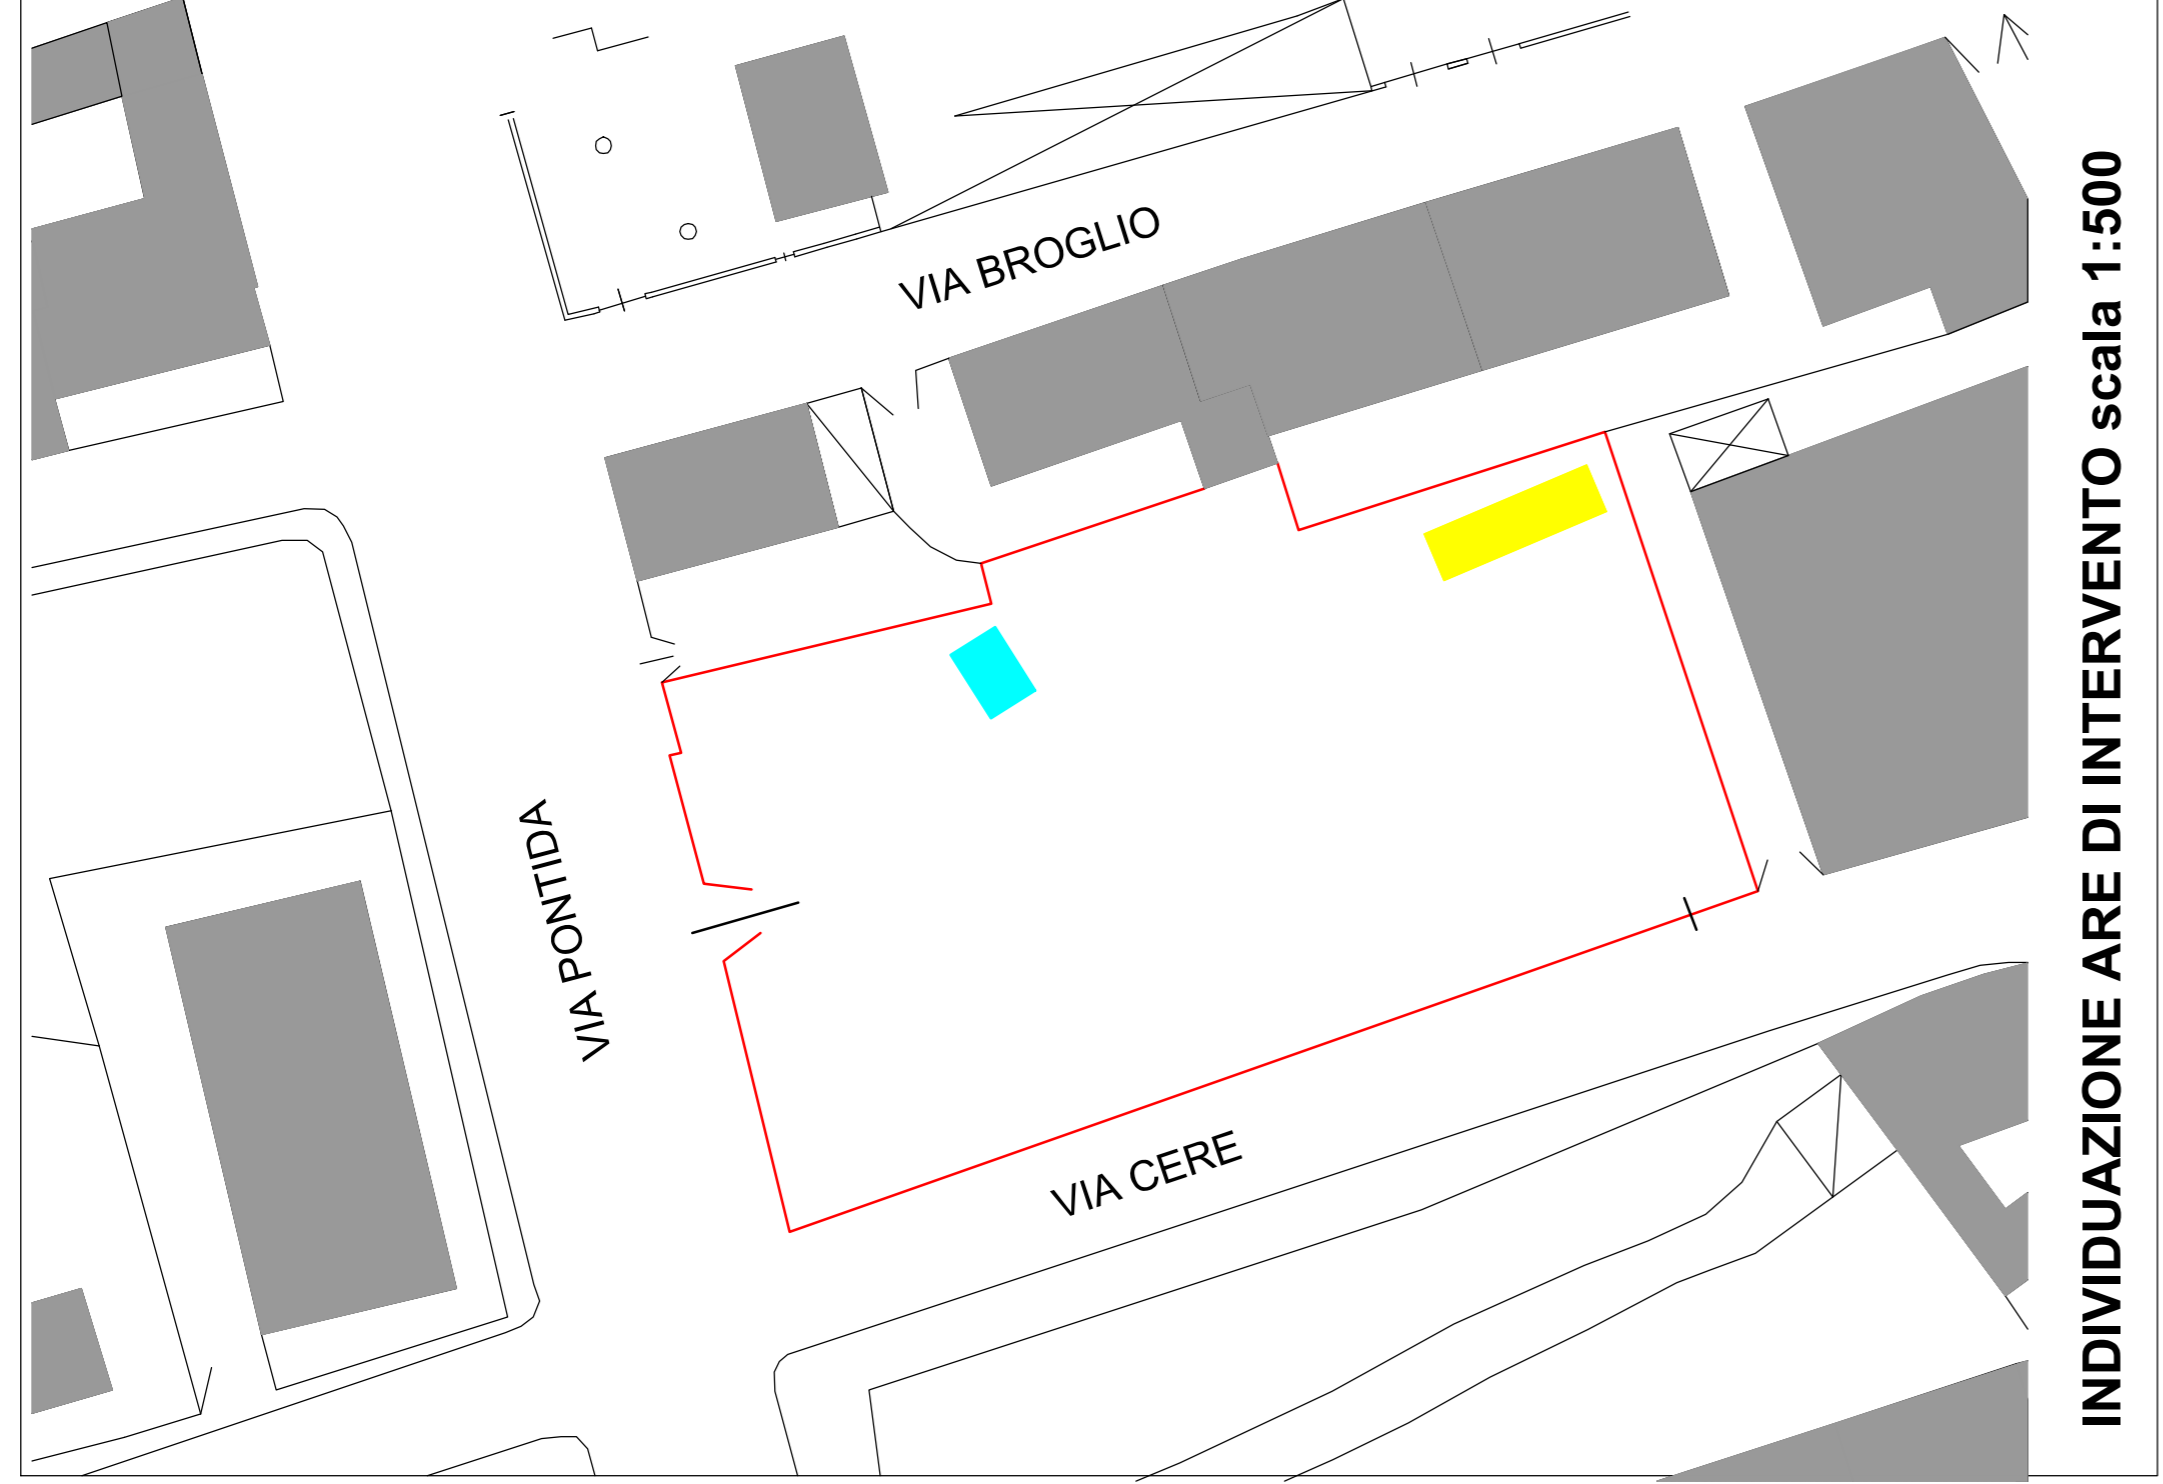 VIA BROGLIO
VIA PONTIDA
VIA CERE
INDIVIDUAZIONE ARE DI INTERVENTO scala 1:500